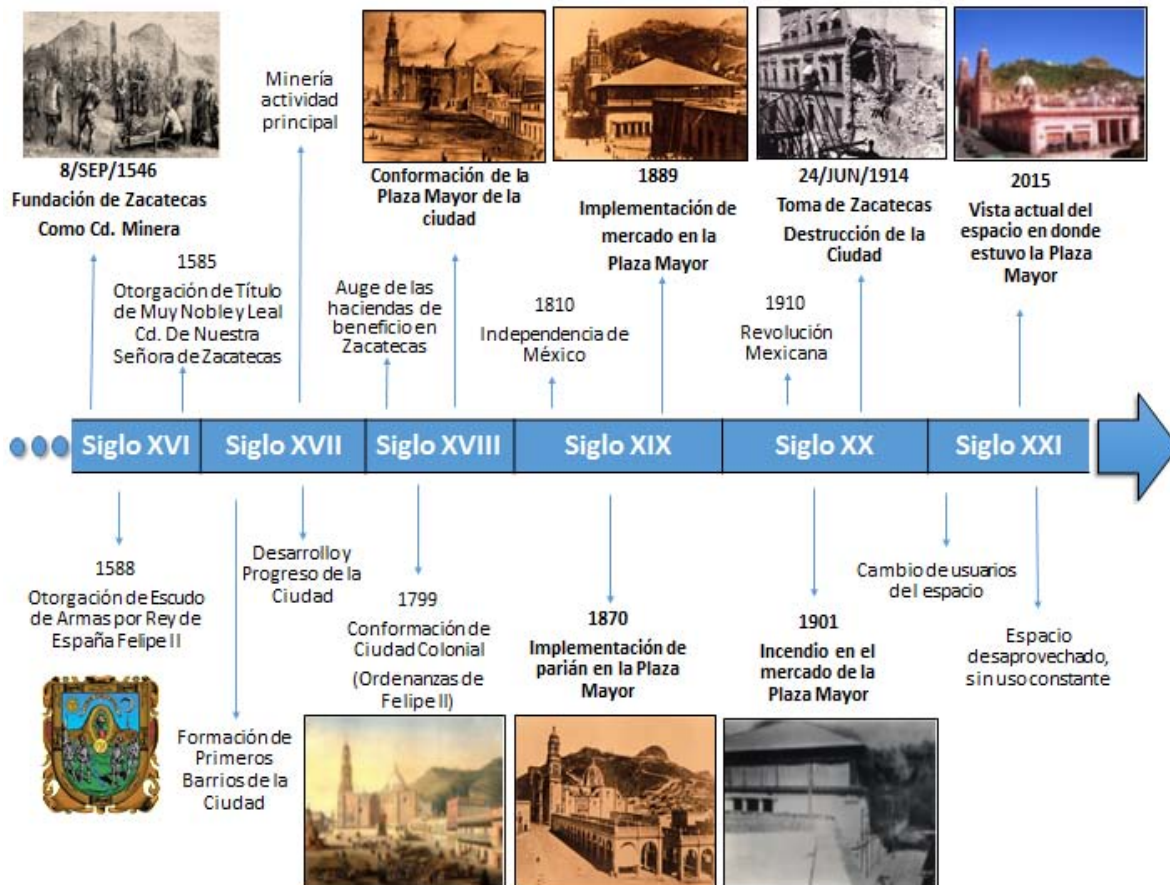 Minería
actividad
principal
8/SEP/1546
Fundación de Zacatecas
Como Cd. Minera
1585
Otorgación de Título
de Muy Noble y Leal
Cd. De Nuestra
Señora de Zacatecas
Conformación de la
Plaza Mayor de la
ciudad
Auge de las
haciendas de
beneficio en
Zacatecas
1889
Implementación de
mercado en la
Plaza Mayor
1810
Independencia de
México
24/JUN/1914
Toma de Zacatecas
Destrucción de la
Ciudad
1910
Revolución
Mexicana
2015
Vista actual del
espacio en donde
estuvo la Plaza
Mayor
Siglo XVI
Siglo XVII
Siglo XVIII
Siglo XIX
Siglo XX
Siglo XXI
1588
Otorgación de Escudo
de Armas por Rey de
España Felipe II
Formación de
Primeros
Barrios de la
Ciudad
Desarrollo y
Progreso de la
Ciudad
1799
Conformación de
Ciudad Colonial
(Ordenanzas de
Felipe II)
1870
Implementación de
parián en la Plaza
Mayor
1901
Incendio en el
mercado de la
Plaza Mayor
Cambio de usuarios
del espacio
Espacio
desaprovechado,
sin uso constante